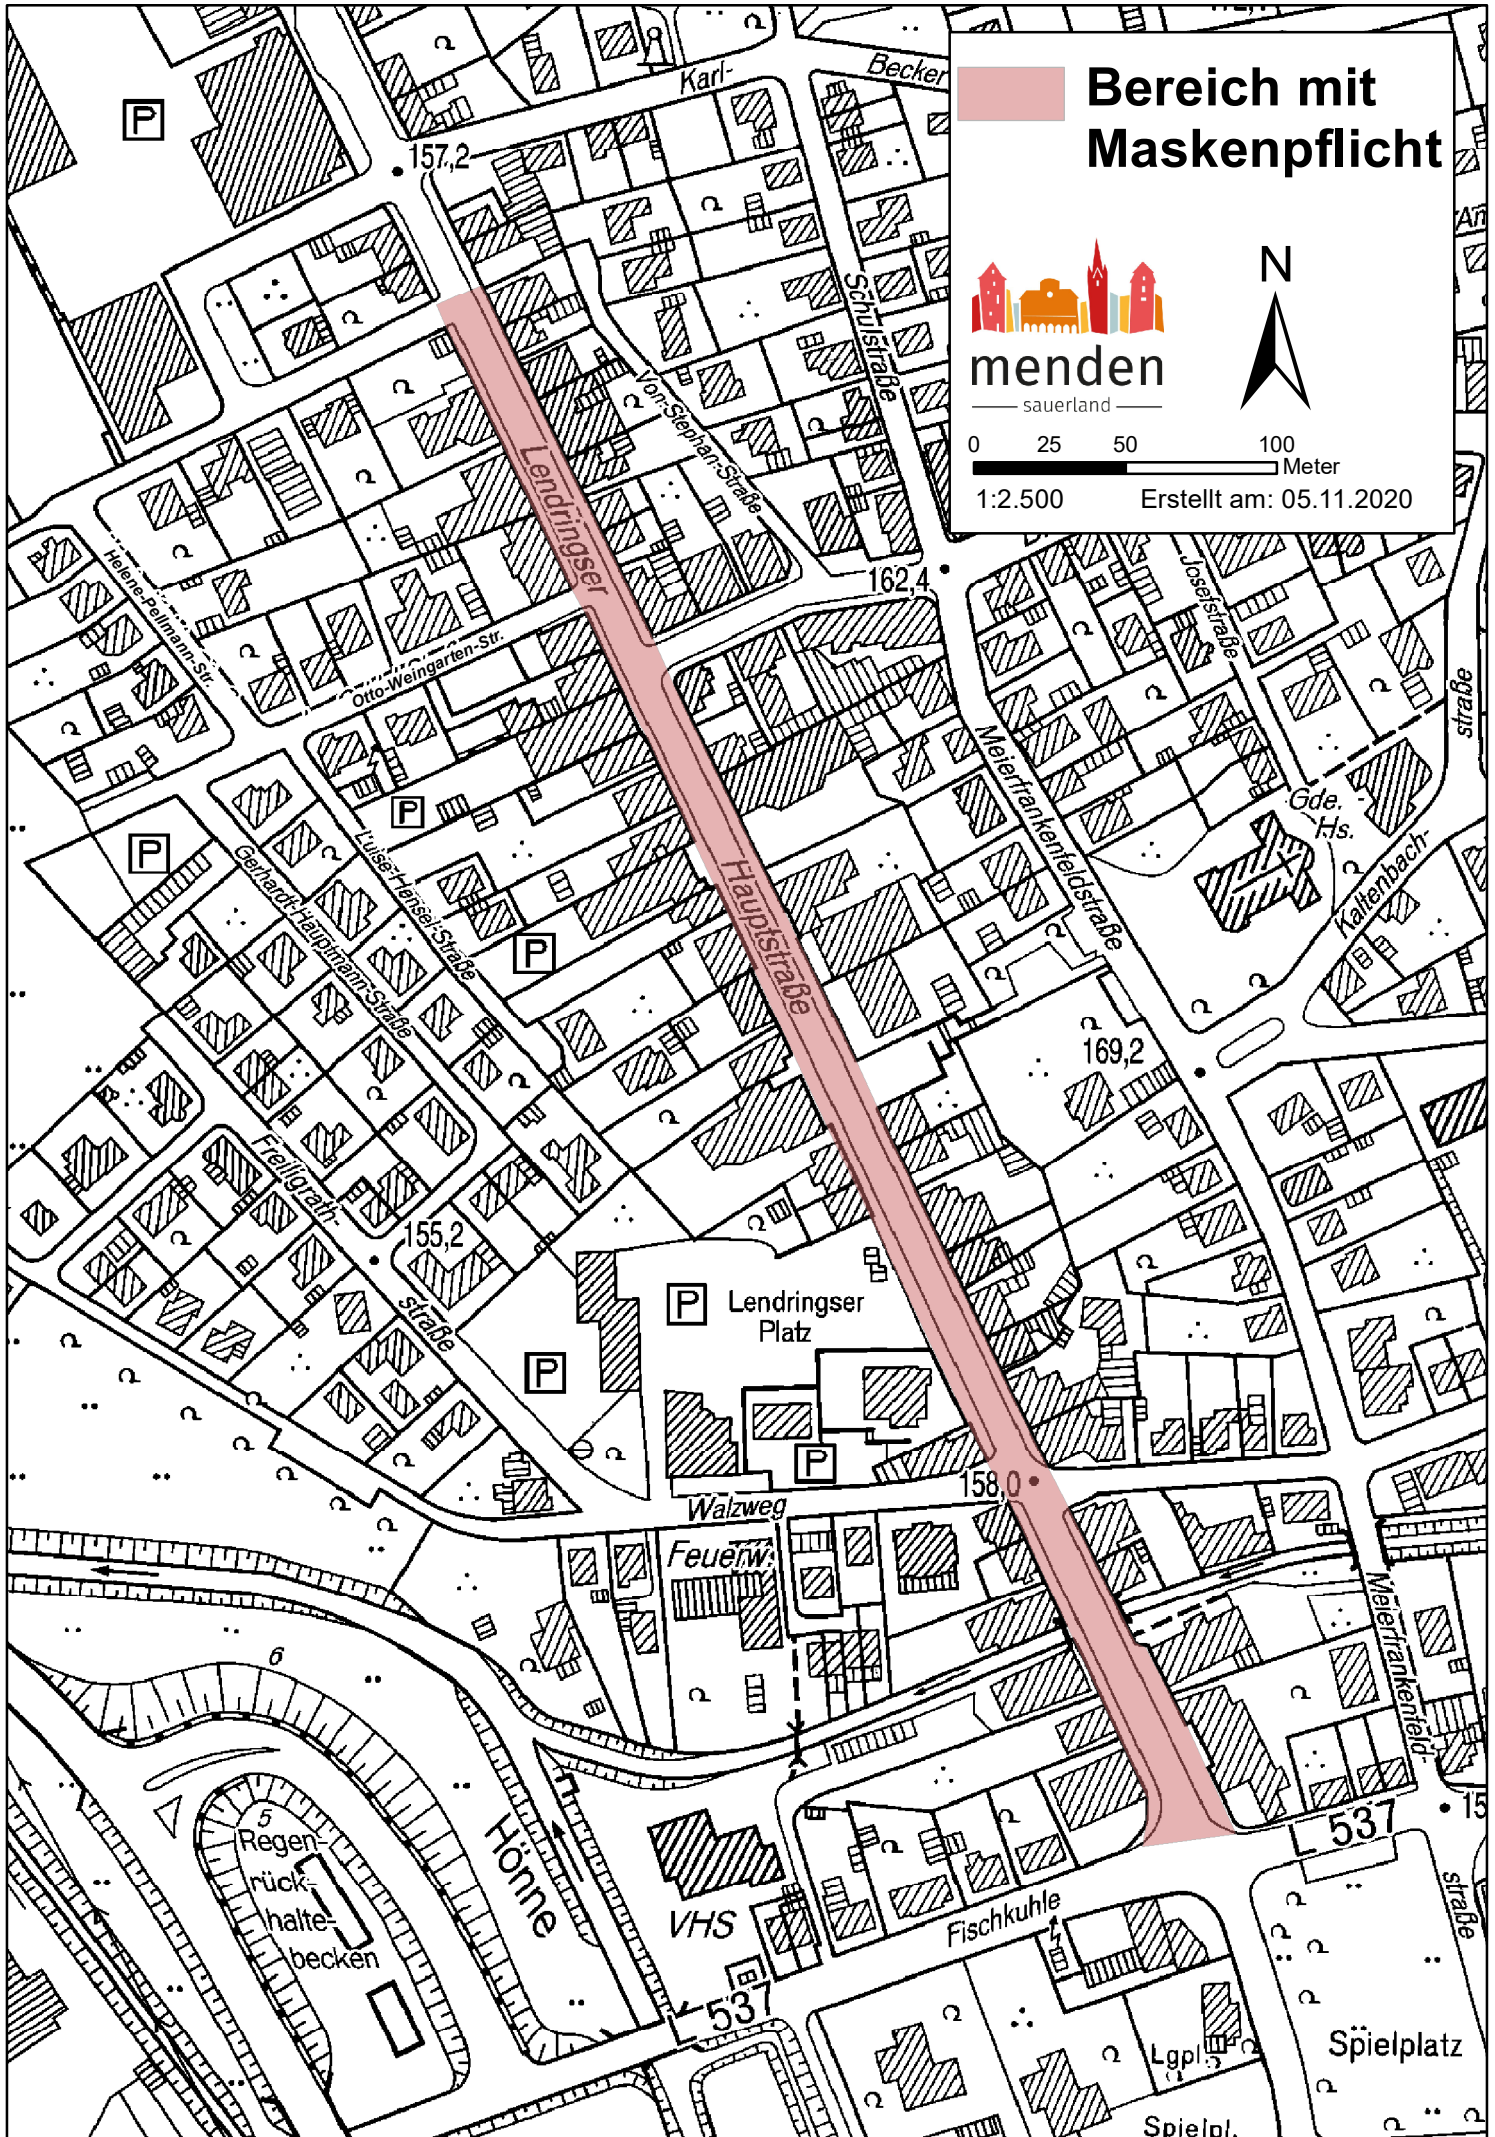 Bereich mit
Maskenpflicht
menden
sauerland
N
0 25 50 100
Meter
1:2.500 Erstellt am: 05.11.2020
Karl-
Becker
P
157,2
An
Schulstraße
Von-Stephan-Straße
Lendringser
Helene-Pellmann-Str.
162,4
Josefstraße
Otto-Weingarten-Str.
straße
Meierfrankenfeldstraße
Gde.
Hs.
P
P
Luise-Hensel-Straße
Gerhardt-Hauptmann-Straße
Hauptstraße
Kaltenbach-
P
169,2
Freiligrath-
straße
155,2
P
Lendringser
Platz
P
P
158,0
Walzweg
Feuerw.
Meierfrankenfeld-
straße
6
5
Regen-
rück-
halte-
becken
Hönne
VHS
537
Fischkuhle
537
15
Spielplatz
Lgpl.
Spielpl.